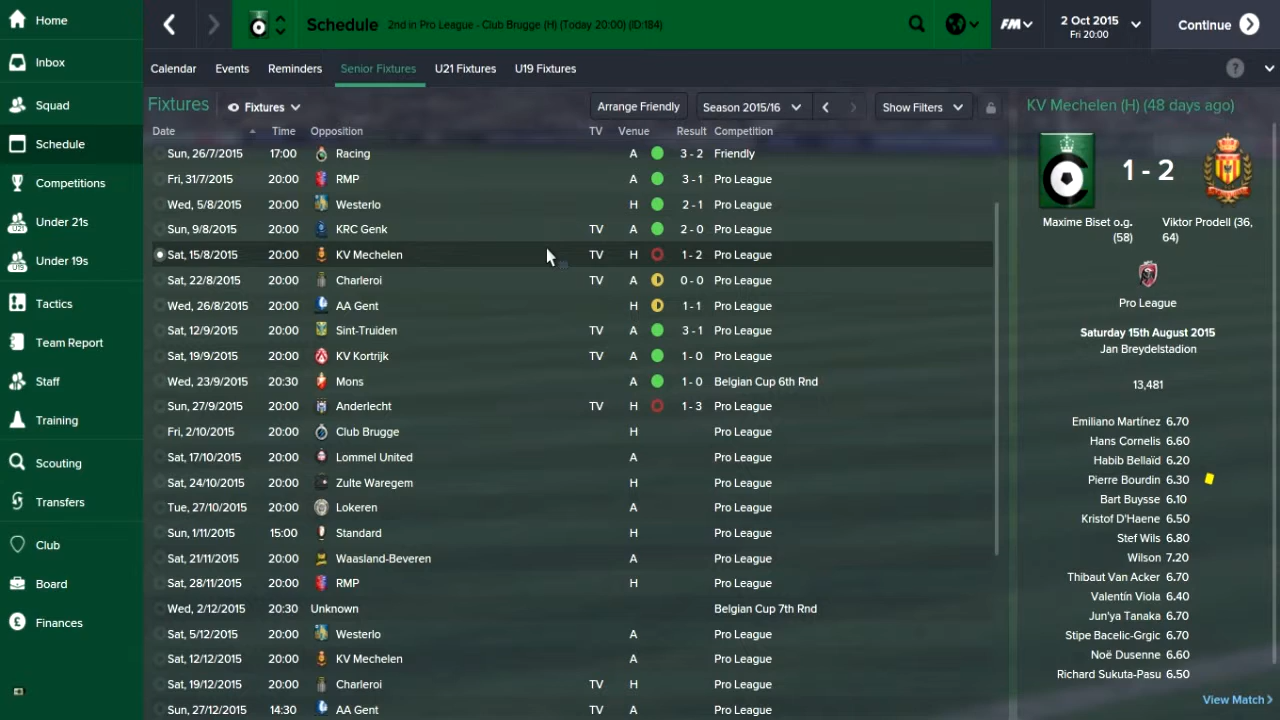 Home
Inbox
Squad
Schedule
Competitions
Under 21s
Under 19s
Tactics
Team Report
Staff
Training
Scouting
Transfers
Club
Board
Finances
Schedule 2nd in Pro League - Club Brugge (H) (Today 20:00) (ID:184)
FM 2 Oct 2015 Continue
Fri 20:00
Calendar Events Reminders Senior Fixtures U21 Fixtures U19 Fixtures ?
Fixtures Fixtures Arrange Friendly Season 2015/16 Show Filters
Date Time Opposition TV Venue Result Competition
Sun, 26/7/2015 17:00 Racing A 3 - 2 Friendly
Fri, 31/7/2015 20:00 RMP A 3 - 1 Pro League
Wed, 5/8/2015 20:00 Westerlo H 2 - 1 Pro League
Sun, 9/8/2015 20:00 KRC Genk TV A 2 - 0 Pro League
Sat, 15/8/2015 20:00 KV Mechelen TV H 1 - 2 Pro League
Sat, 22/8/2015 20:00 Charleroi TV A 0 - 0 Pro League
Wed, 26/8/2015 20:00 AA Gent H 1 - 1 Pro League
Sat, 12/9/2015 20:00 Sint-Truiden TV A 3 - 1 Pro League
Sat, 19/9/2015 20:00 KV Kortrijk TV A 1 - 0 Pro League
Wed, 23/9/2015 20:30 Mons A 1 - 0 Belgian Cup 6th Rnd
Sun, 27/9/2015 20:00 Anderlecht TV H 1 - 3 Pro League
Fri, 2/10/2015 20:00 Club Brugge H Pro League
Sat, 17/10/2015 20:00 Lommel United A Pro League
Sat, 24/10/2015 20:00 Zulte Waregem H Pro League
Tue, 27/10/2015 20:00 Lokeren A Pro League
Sun, 1/11/2015 15:00 Standard H Pro League
Sat, 21/11/2015 20:00 Waasland-Beveren A Pro League
Sat, 28/11/2015 20:00 RMP H Pro League
Wed, 2/12/2015 20:30 Unknown Belgian Cup 7th Rnd
Sat, 5/12/2015 20:00 Westerlo A Pro League
Sat, 12/12/2015 20:00 KV Mechelen A Pro League
Sat, 19/12/2015 20:00 Charleroi TV H Pro League
Sun, 27/12/2015 14:30 AA Gent TV A Pro League
KV Mechelen (H) (48 days ago)
1 - 2
Maxime Biset o.g. Viktor Prodell (36,
(58) 64)
Pro League
Saturday 15th August 2015
Jan Breydelstadion
13,481
Emiliano Martínez 6.70
Hans Cornelis 6.60
Habib Bellaïd 6.20
Pierre Bourdin 6.30
Bart Buysse 6.10
Kristof D'Haene 6.50
Stef Wils 6.80
Wilson 7.20
Thibaut Van Acker 6.70
Valentín Viola 6.40
Jun'ya Tanaka 6.70
Stipe Bacelic-Grgic 6.70
Noë Dusenne 6.60
Richard Sukuta-Pasu 6.50
View Match